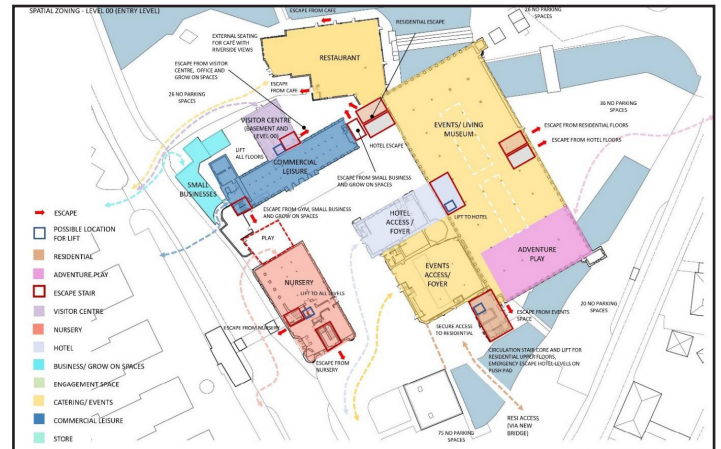 SPATIAL ZONING - LEVEL 00 (ENTRY LEVEL)
ESCAPE FROM CAFE
RESIDENTIAL ESCAPE
26 NO PARKING
SPACES
EXTERNAL SEATING
FOR CAFÉ WITH
RIVERSIDE VIEWS
RESTAURANT
ESCAPE FROM VISITOR
CENTRE, OFFICE AND
GROW ON SPACES
ESCAPE
FROM CAFE
26 NO PARKING
SPACES
36 NO PARKING
SPACES
VISITOR CENTRE
(BASEMENT AND
LEVEL 00)
EVENTS/ LIVING
MUSEUM
ESCAPE FROM RESIDENTIAL FLOORS
ESCAPE FROM HOTEL FLOORS
HOTEL ESCAPE
LIFT
ALL FLOORS
COMMERCIAL
LEISURE
ESCAPE FROM SMALL BUSINESS
AND GROW ON SPACES
SMALL
BUSINESSES
ESCAPE FROM GYM, SMALL BUSINESS
AND GROW ON SPACES
HOTEL
ACCESS /
FOYER
LIFT TO HOTEL
PLAY
ADVENTURE
PLAY
EVENTS
ACCESS/
FOYER
NURSERY
LIFT TO ALL LEVELS
20 NO PARKING
SPACES
ESCAPE FROM EVENTS
SPACE
ESCAPE FROM NURSERY
SECURE ACCESS
TO RESIDENTIAL
CIRCULATION STAIR CORE AND LIFT FOR
RESIDENTIAL UPPER FLOORS,
EMERGENCY ESCAPE HOTEL LEVELS ON
PUSH PAD
ESCAPE FROM
NURSERY
RESI ACCESS
(VIA NEW
BRIDGE)
75 NO PARKING
SPACES
ESCAPE
POSSIBLE LOCATION
FOR LIFT
RESIDENTIAL
ADVENTURE PLAY
ESCAPE STAIR
VISITOR CENTRE
NURSERY
HOTEL
BUSINESS/ GROW ON SPACES
ENGAGEMENT SPACE
CATERING/ EVENTS
COMMERCIAL LEISURE
STORE